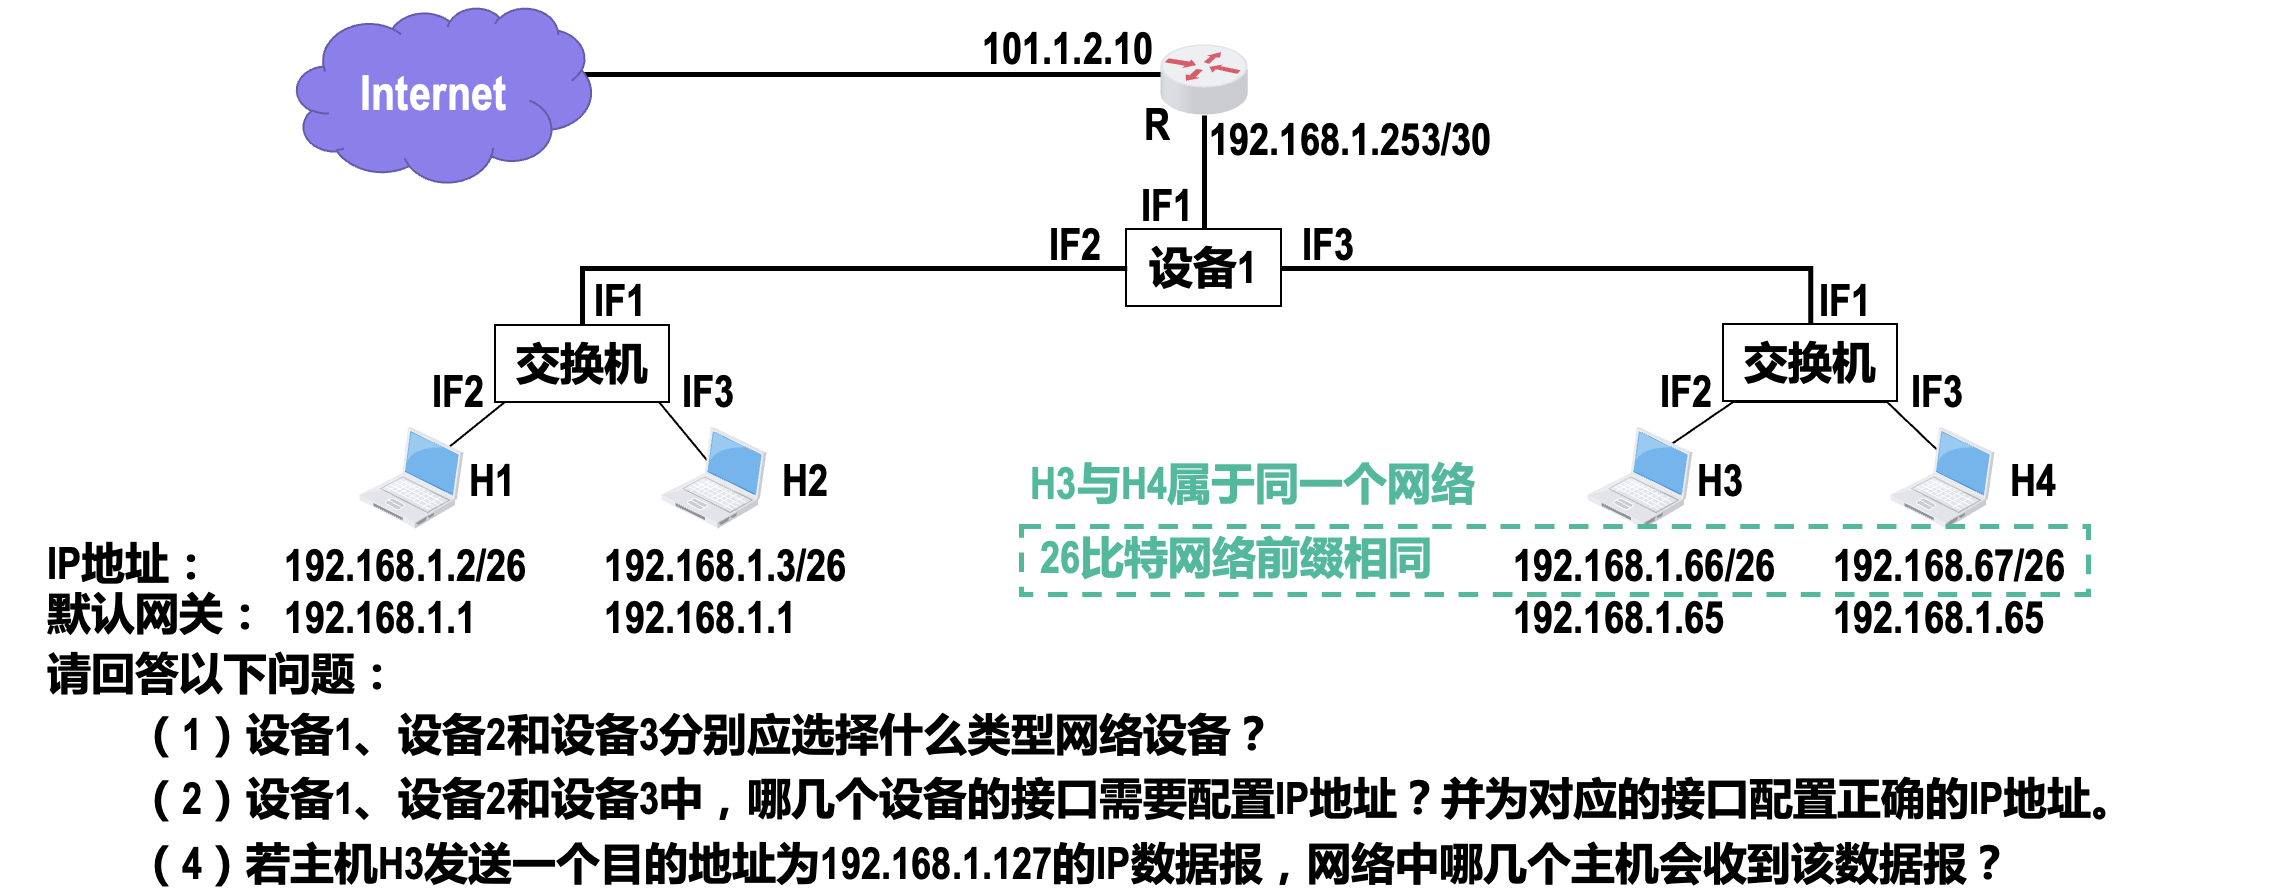 101.1.2.10
Internet
R
192.168.1.253/30
IF1
IF2
设备1
IF3
IF1
IF1
交换机
交换机
IF2
IF3
IF2
IF3
H1
H2
H3与H4属于同一个网络
H3
H4
IP地址：
192.168.1.2/26
192.168.1.3/26
26比特网络前缀相同
192.168.1.66/26
192.168.67/26
默认网关：
192.168.1.1
192.168.1.1
192.168.1.65
192.168.1.65
请回答以下问题：
（1）设备1、设备2和设备3分别应选择什么类型网络设备？
（2）设备1、设备2和设备3中，哪几个设备的接口需要配置IP地址？并为对应的接口配置正确的IP地址。
（4）若主机H3发送一个目的地址为192.168.1.127的IP数据报，网络中哪几个主机会收到该数据报？